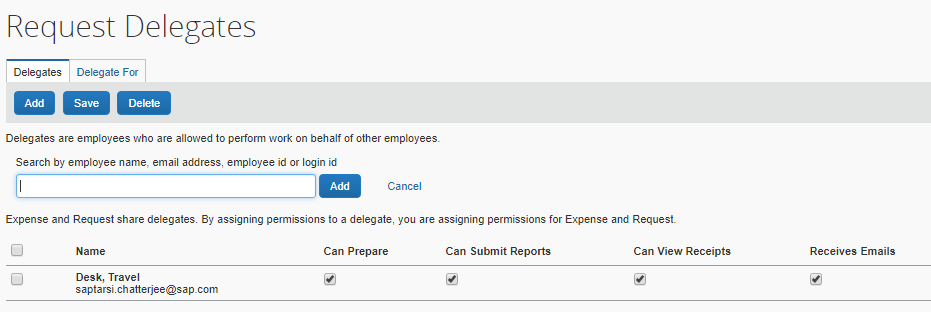 Request Delegates
Delegates Delegate For
Add Save Delete
Delegates are employees who are allowed to perform work on behalf of other employees.
Search by employee name, email address, employee id or login id
Add Cancel
Expense and Request share delegates. By assigning permissions to a delegate, you are assigning permissions for Expense and Request.
Name Can Prepare Can Submit Reports Can View Receipts Receives Emails
Desk, Travel
saptarsi.chatterjee@sap.com